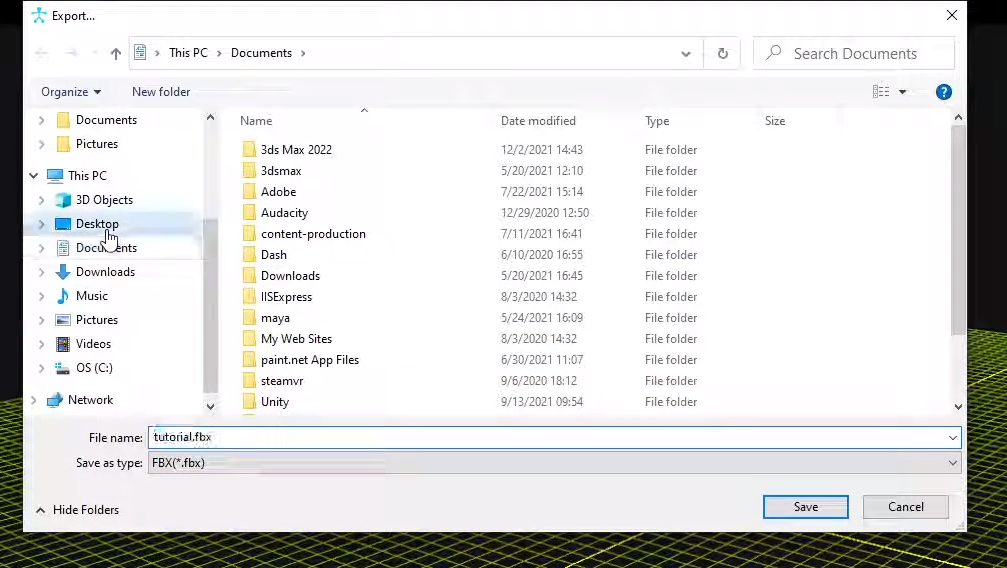 Export...
This PC > Documents >
Search Documents
Organize
New folder
?
Documents
Pictures
This PC
3D Objects
Desktop
Documents
Downloads
Music
Pictures
Videos
OS (C:)
Network
Name Date modified Type Size
3ds Max 2022 12/2/2021 14:43 File folder
3dsmax 5/20/2021 12:10 File folder
Adobe 7/22/2021 15:14 File folder
Audacity 12/29/2020 12:50 File folder
content-production 7/11/2021 16:41 File folder
Dash 6/10/2020 16:55 File folder
Downloads 5/20/2021 16:45 File folder
IISExpress 8/3/2020 14:32 File folder
maya 5/24/2021 16:09 File folder
My Web Sites 8/3/2020 14:32 File folder
paint.net App Files 6/30/2021 11:07 File folder
steamvr 9/6/2020 18:12 File folder
Unity 9/13/2021 09:54 File folder
File name: tutorial.fbx
Save as type: FBX(*.fbx)
Hide Folders
Save
Cancel